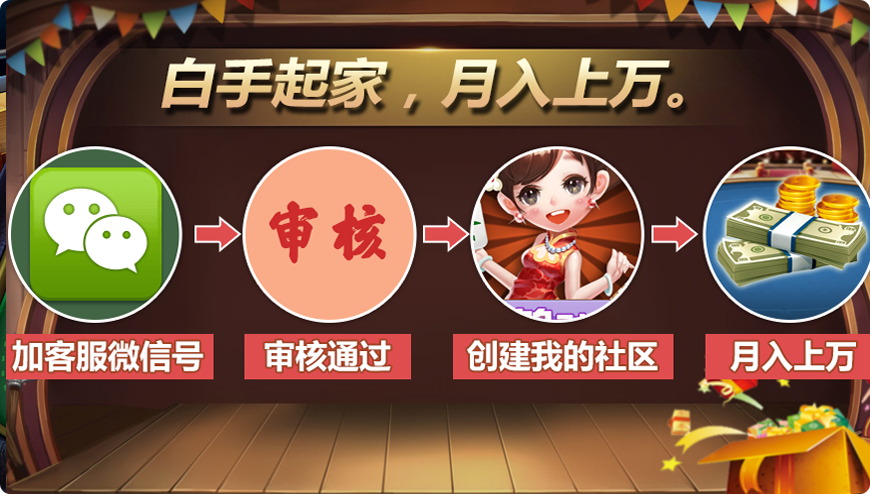 白手起家，月入上万。
审核
加客服微信号
审核通过
创建我的社区
月入上万